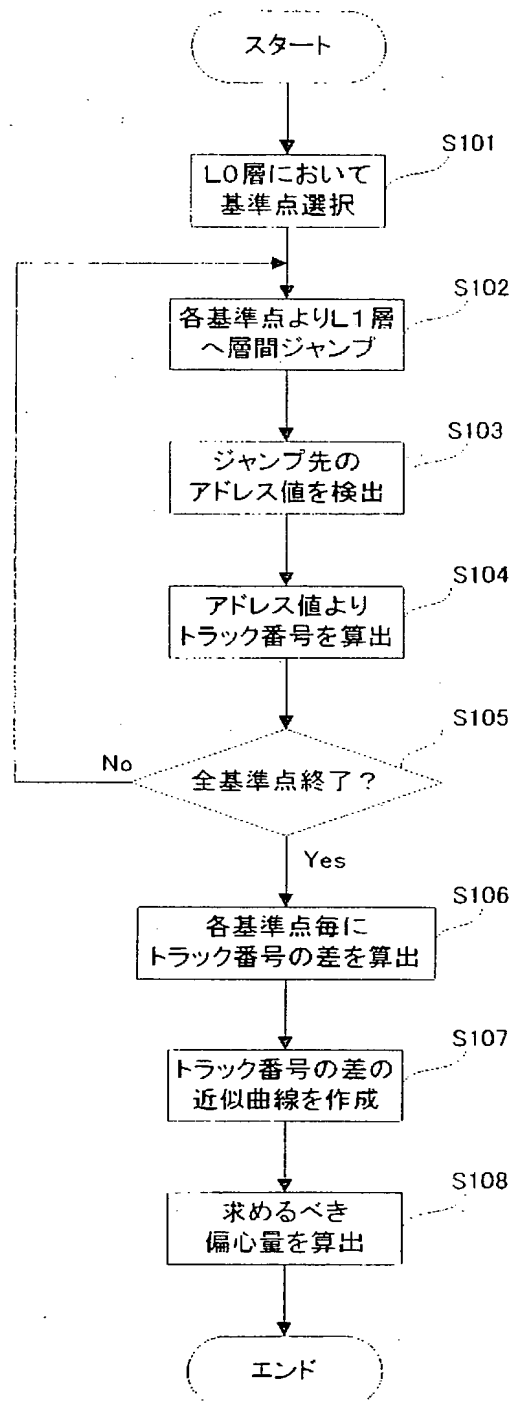 スタート
S101
L0層において
基準点選択
S102
各基準点よりL1層
へ層間ジャンプ
S103
ジャンプ先の
アドレス値を検出
S104
アドレス値より
トラック番号を算出
S105
No
全基準点終了?
Yes
S106
各基準点毎に
トラック番号の差を算出
S107
トラック番号の差の
近似曲線を作成
S108
求めるべき
偏心量を算出
エンド